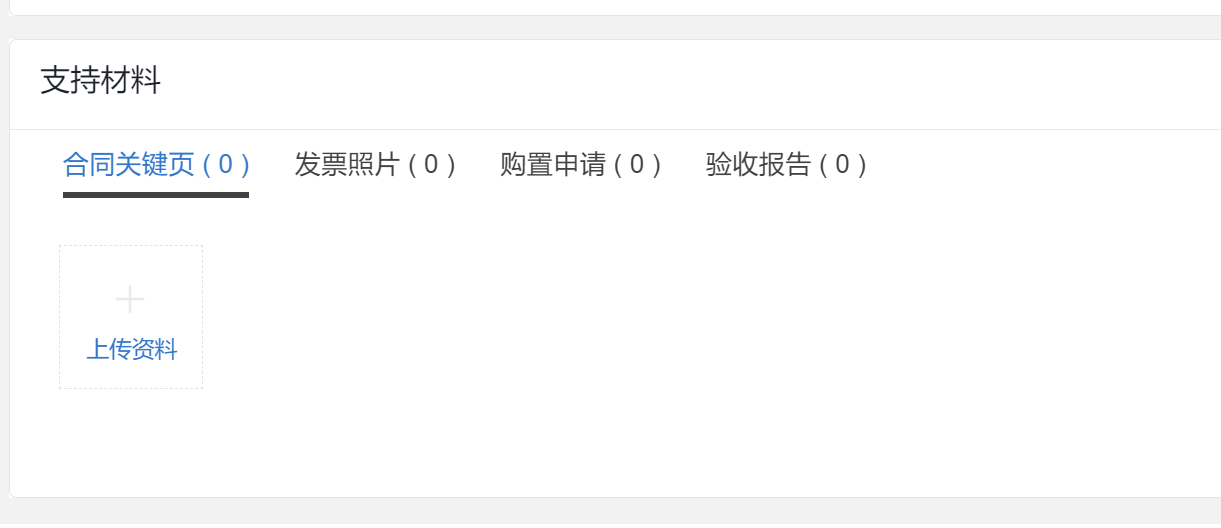 支持材料
合同关键页 ( 0 ) 发票照片 ( 0 ) 购置申请 ( 0 ) 验收报告 ( 0 )
上传资料